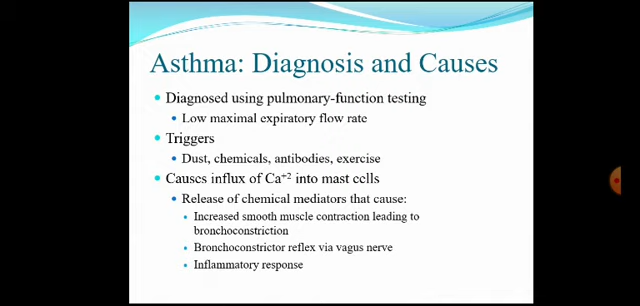 Asthma: Diagnosis and Causes
Diagnosed using pulmonary-function testing
Low maximal expiratory flow rate
Triggers
Dust, chemicals, antibodies, exercise
Causes influx of Ca⁺² into mast cells
Release of chemical mediators that cause:
Increased smooth muscle contraction leading to
bronchoconstriction
Bronchoconstrictor reflex via vagus nerve
Inflammatory response